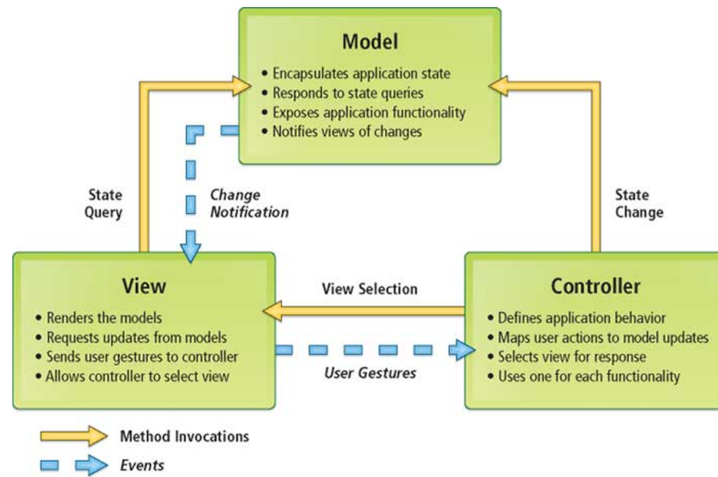 Model
• Encapsulates application state
• Responds to state queries
• Exposes application functionality
• Notifies views of changes
State
Query
Change
Notification
State
Change
View
• Renders the models
• Requests updates from models
• Sends user gestures to controller
• Allows controller to select view
View Selection
User Gestures
Controller
• Defines application behavior
• Maps user actions to model updates
• Selects view for response
• Uses one for each functionality
Method Invocations
Events